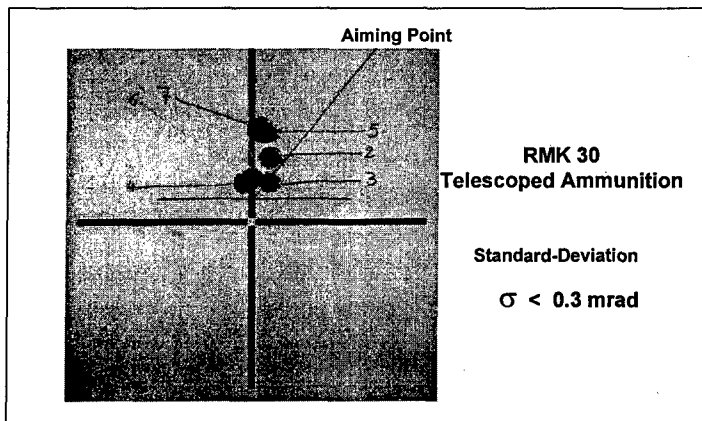 Aiming Point
6
7
5
2
4
3
RMK 30
Telescoped Ammunition
Standard-Deviation
σ < 0.3 mrad